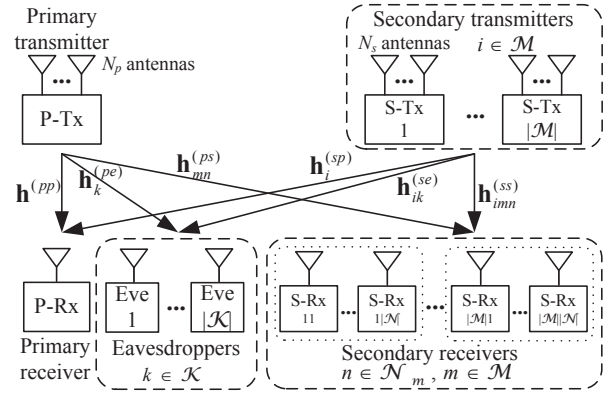 Primary transmitter
N_p antennas
P-Tx
Secondary transmitters
N_s antennas i ∈ ℳ
S-Tx 1
...
S-Tx |ℳ|
h^(pp)
h_k^(pe)
h_mn^(ps)
h_i^(sp)
h_ik^(se)
h_imn^(ss)
P-Rx
Primary receiver
Eve 1
...
Eve |𝒦|
Eavesdroppers
k ∈ 𝒦
S-Rx 11
...
S-Rx 1|𝒩|
...
S-Rx |ℳ|1
...
S-Rx |ℳ||𝒩|
Secondary receivers
n ∈ 𝒩_m , m ∈ ℳ